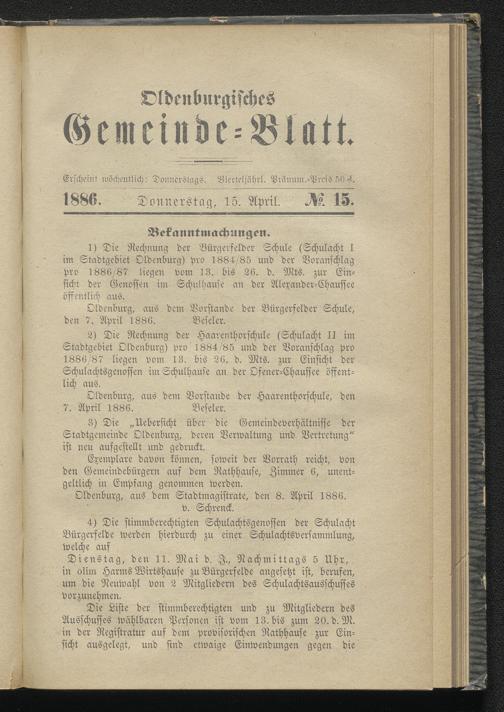 Oldenburgisches
Gemeinde-Blatt.
Erscheint wöchentlich: Donnerstags. Vierteljährl. Pränum.-Preis 50 ₰.
1886. Donnerstag, 15. April. № 15.
Bekanntmachungen.
1) Die Rechnung der Bürgerfelder Schule (Schulacht I
im Stadtgebiet Oldenburg) pro 1884/85 und der Voranschlag
pro 1886/87 liegen vom 13. bis 26. d. Mts. zur Ein-
sicht der Genossen im Schulhause an der Alexander-Chaussee
öffentlich aus.
Oldenburg, aus dem Vorstande der Bürgerfelder Schule,
den 7. April 1886. Beseler.
2) Die Rechnung der Haarenthorschule (Schulacht II im
Stadtgebiet Oldenburg) pro 1884/85 und der Voranschlag pro
1886/87 liegen vom 13. bis 26. d. Mts. zur Einsicht der
Schulachtsgenossen im Schulhause an der Ofener-Chaussee öffent-
lich aus.
Oldenburg, aus dem Vorstande der Haarenthorschule, den
7. April 1886. Beseler.
3) Die „Uebersicht über die Gemeindeverhältnisse der
Stadtgemeinde Oldenburg, deren Verwaltung und Vertretung“
ist neu aufgestellt und gedruckt.
Exemplare davon können, soweit der Vorrath reicht, von
den Gemeindebürgern auf dem Rathhause, Zimmer 6, unent-
geltlich in Empfang genommen werden.
Oldenburg, aus dem Stadtmagistrate, den 8. April 1886.
v. Schrenck.
4) Die stimmberechtigten Schulachtsgenossen der Schulacht
Bürgerfelde werden hierdurch zu einer Schulachtsversammlung,
welche auf
Dienstag, den 11. Mai d. J., Nachmittags 5 Uhr,
in olim Harms Wirtshause zu Bürgerfelde angesetzt ist, berufen,
um die Neuwahl von 2 Mitgliedern des Schulachtsausschusses
vorzunehmen.
Die Liste der stimmberechtigten und zu Mitgliedern des
Ausschusses wählbaren Personen ist vom 13. bis zum 20. d. M.
in der Registratur auf dem provisorischen Rathhause zur Ein-
sicht ausgelegt, und sind etwaige Einwendungen gegen die